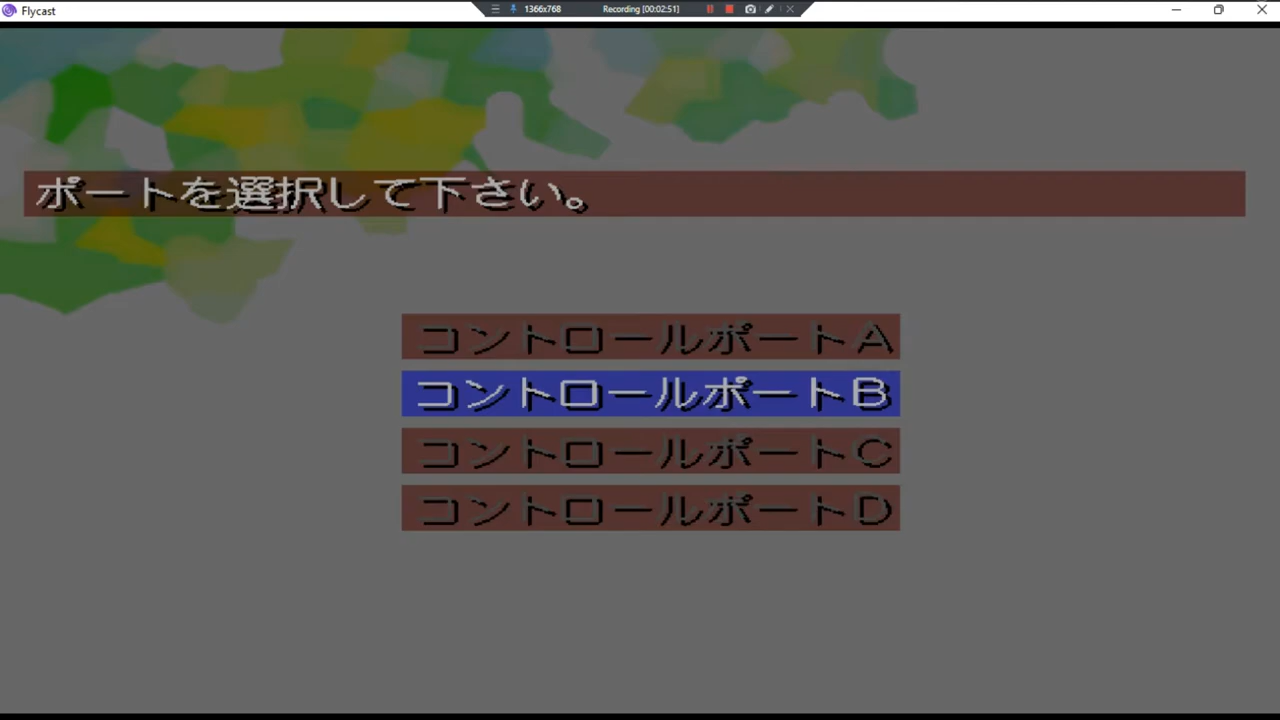 Flycast
1366x768
Recording [00:02:51]
ポートを選択して下さい。
コントロールポートA
コントロールポートB
コントロールポートC
コントロールポートD